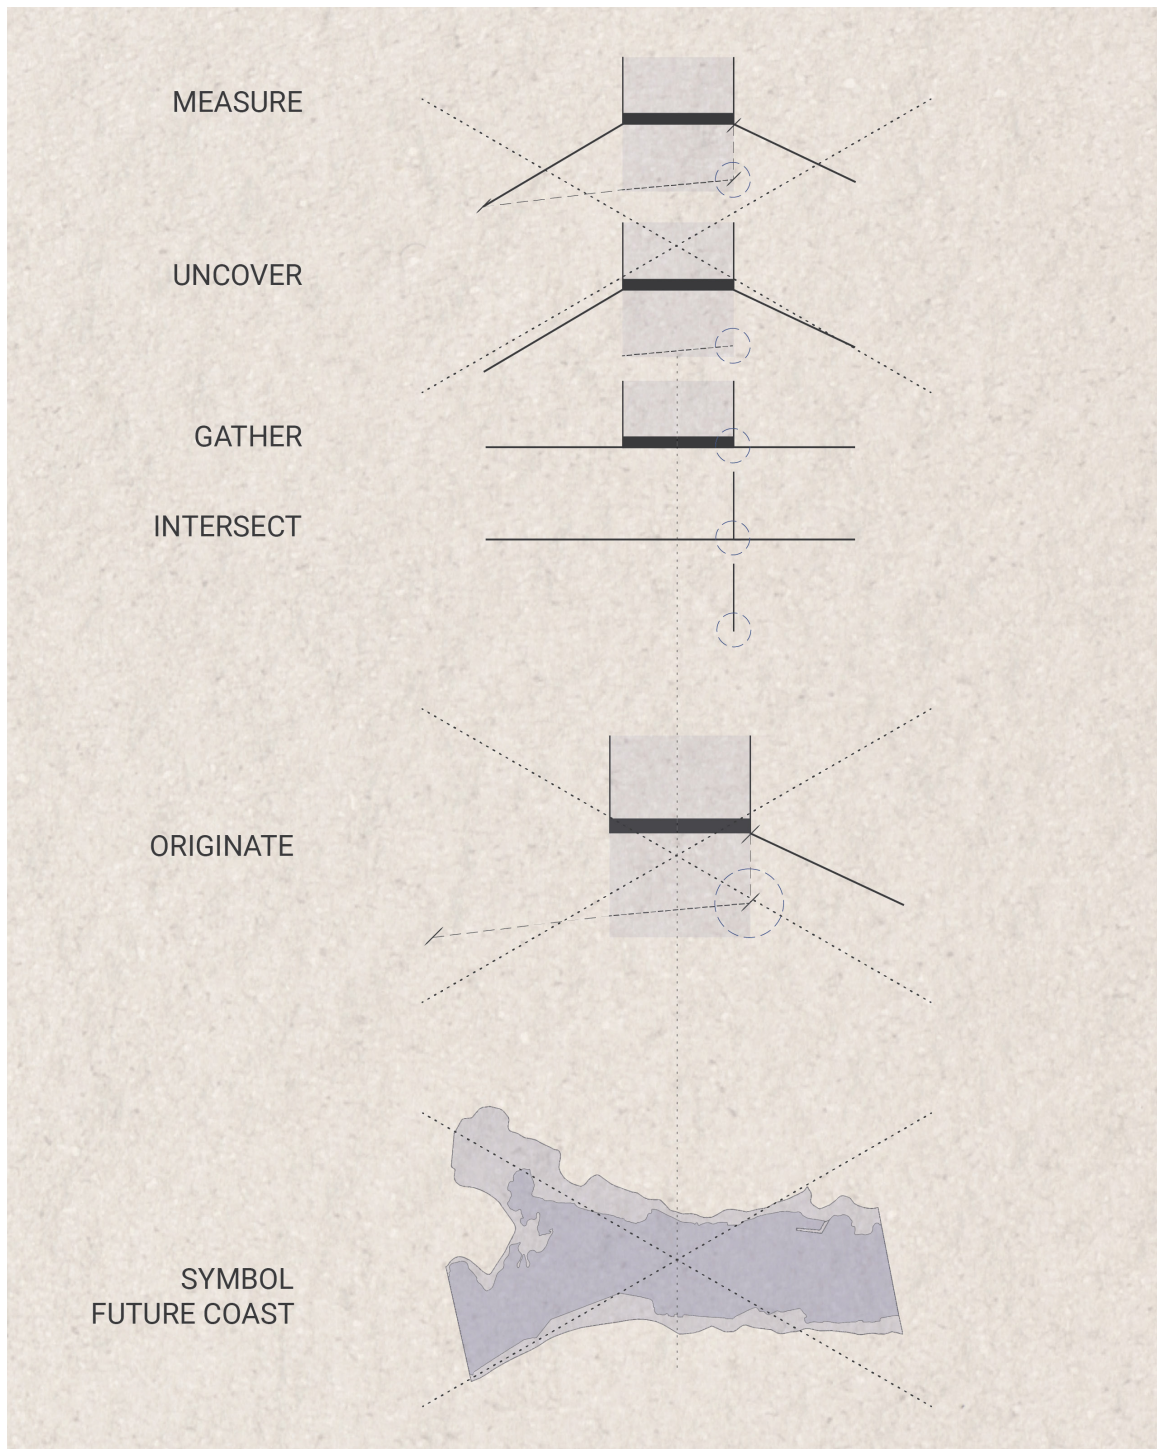 MEASURE
UNCOVER
GATHER
INTERSECT
ORIGINATE
SYMBOL
FUTURE COAST